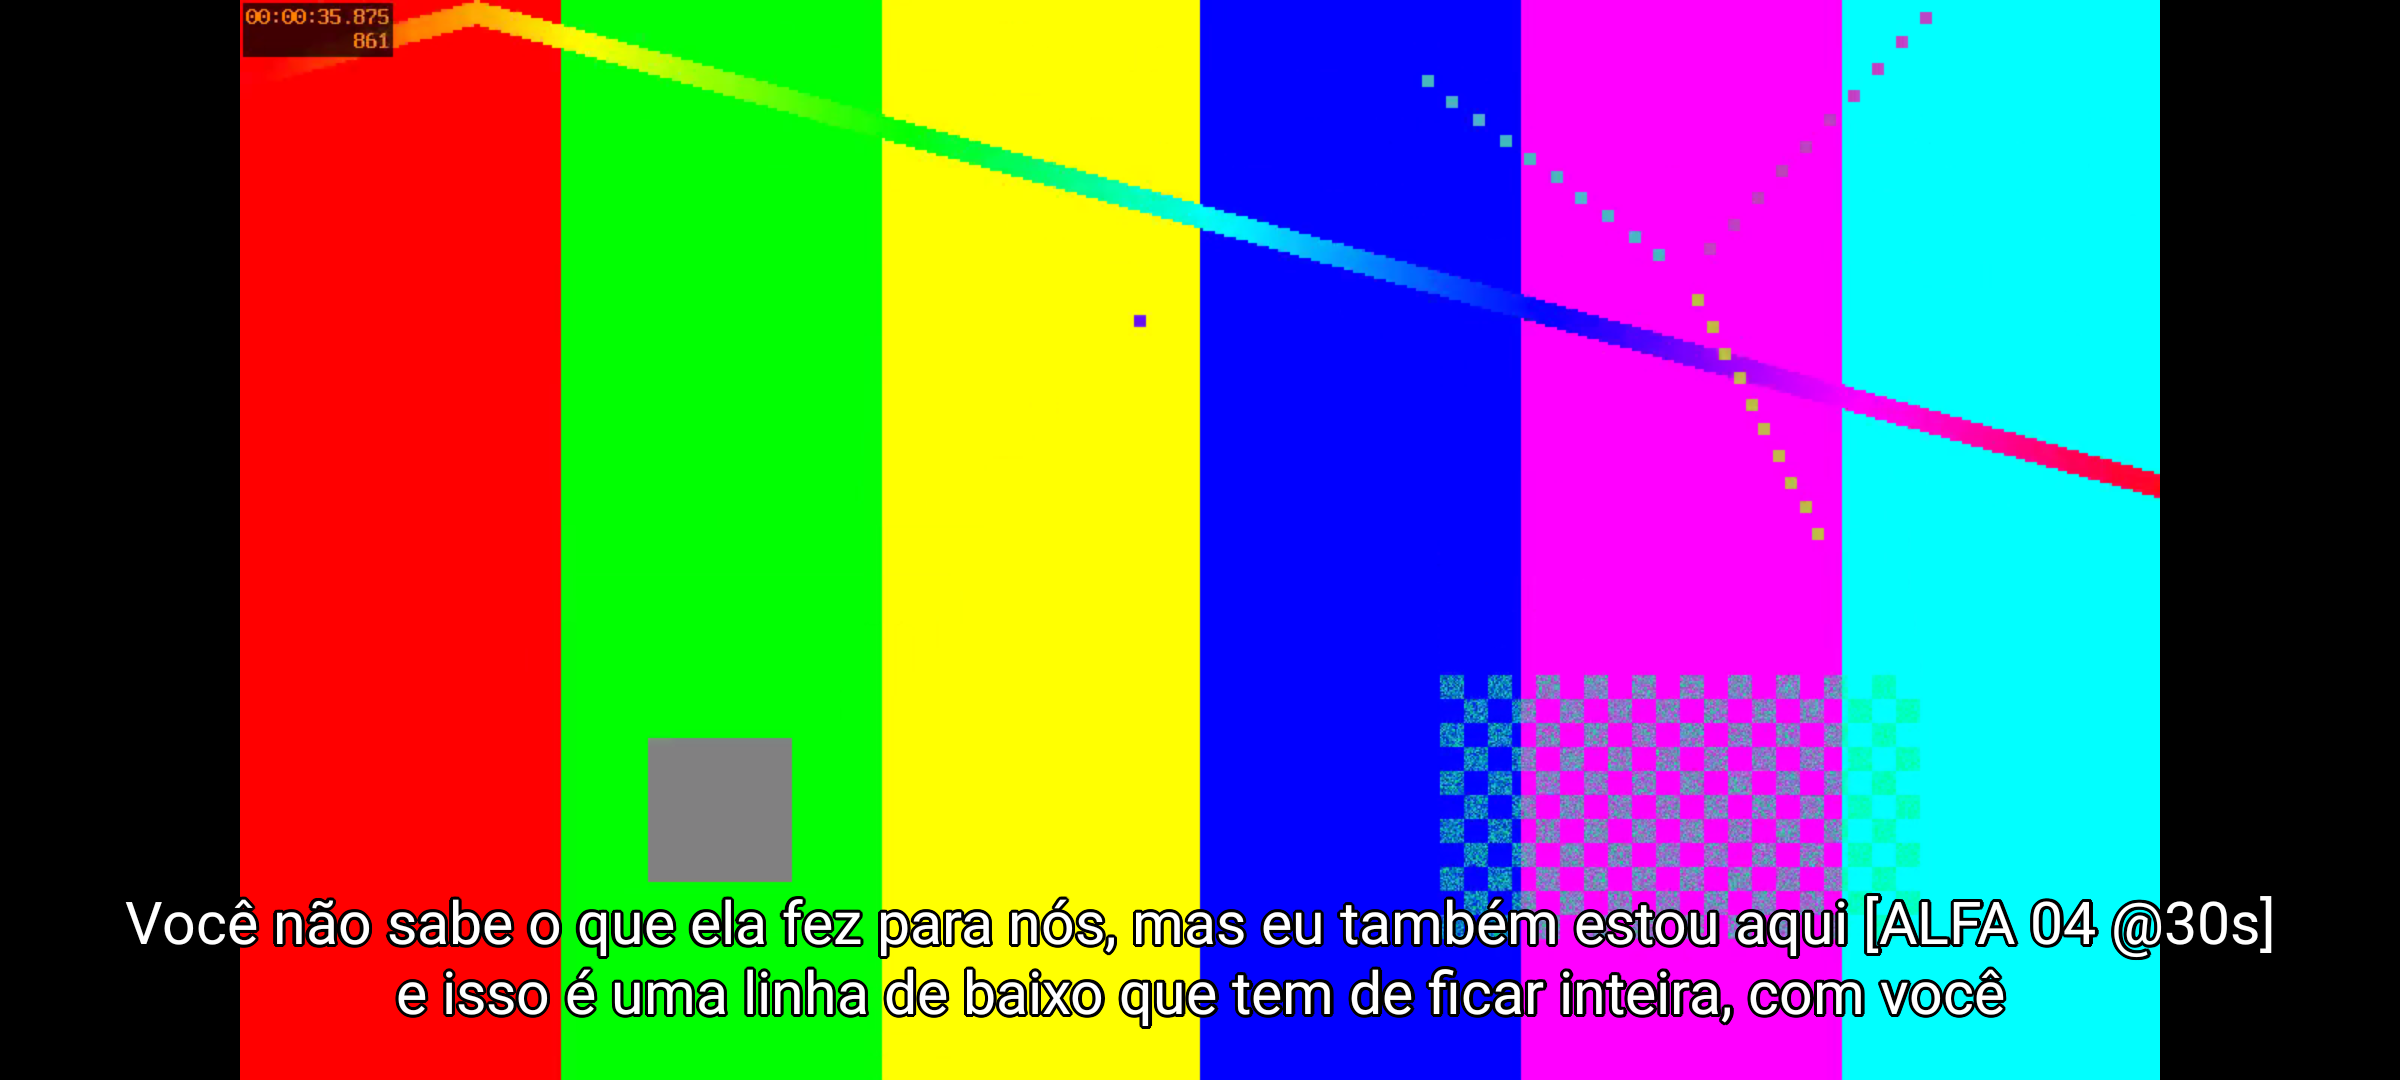 00:00:35.875
861
Você não sabe o que ela fez para nós, mas eu também estou aqui [ALFA 04 @30s]
e isso é uma linha de baixo que tem de ficar inteira, com você